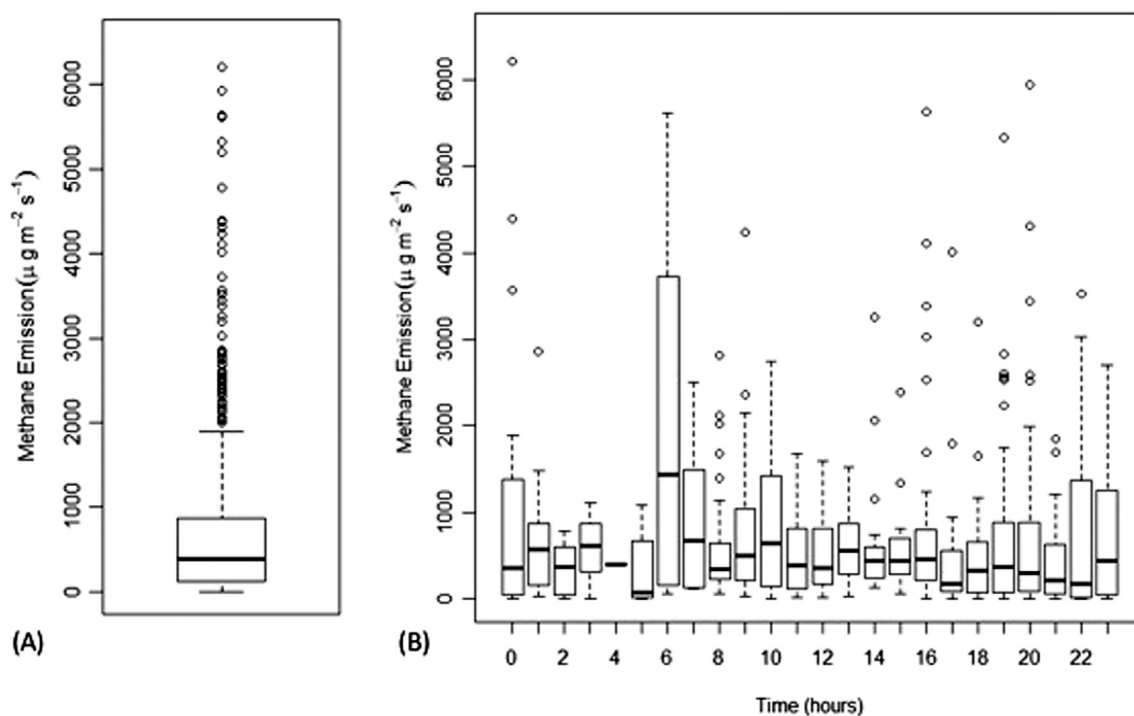 Methane Emission(μ g m⁻² s⁻¹)
0 1000 2000 3000 4000 5000 6000
(A)
Methane Emission(μ g m⁻² s⁻¹)
0 1000 2000 3000 4000 5000 6000
(B)
0 2 4 6 8 10 12 14 16 18 20 22
Time (hours)